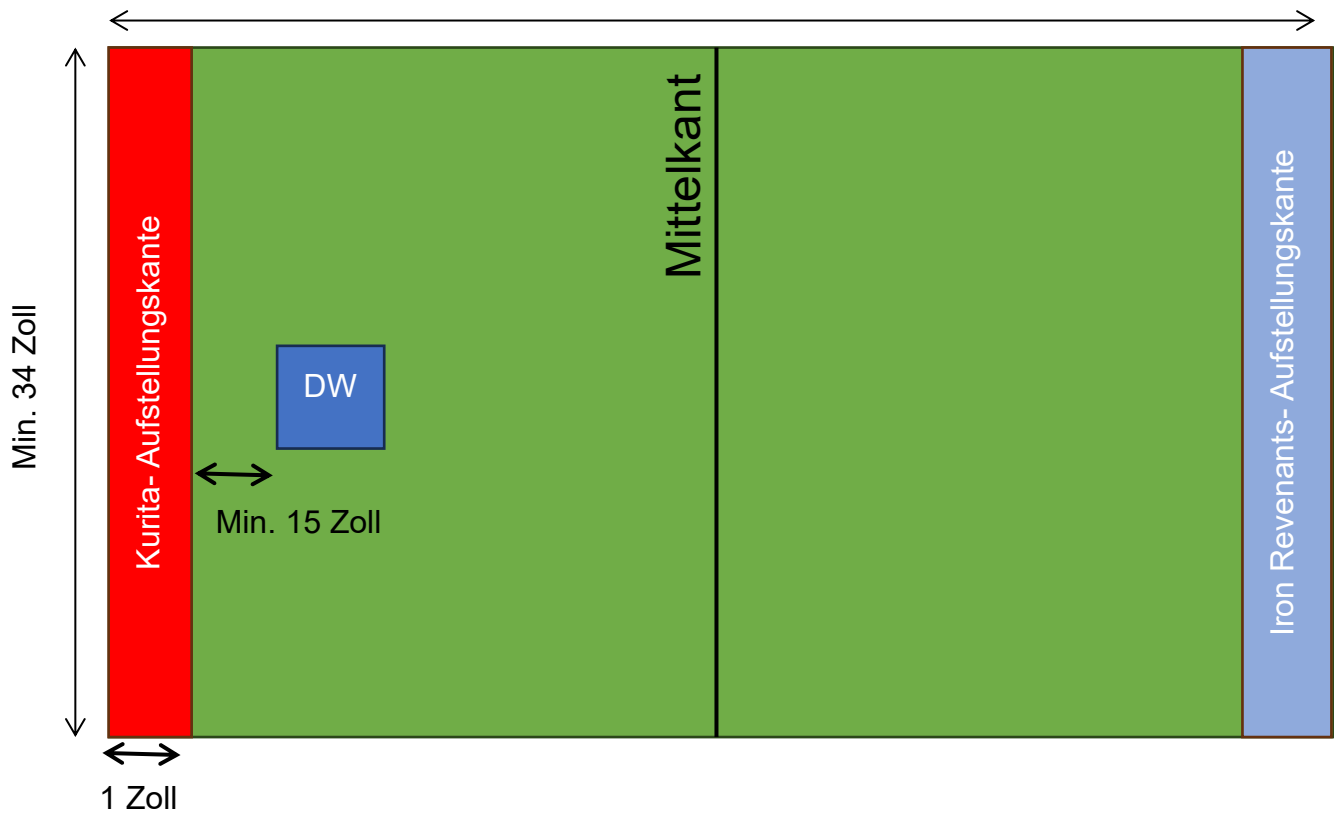 Mittelkant
Kurita- Aufstellungskante
Iron Revenants- Aufstellungskante
Min. 34 Zoll
DW
Min. 15 Zoll
1 Zoll